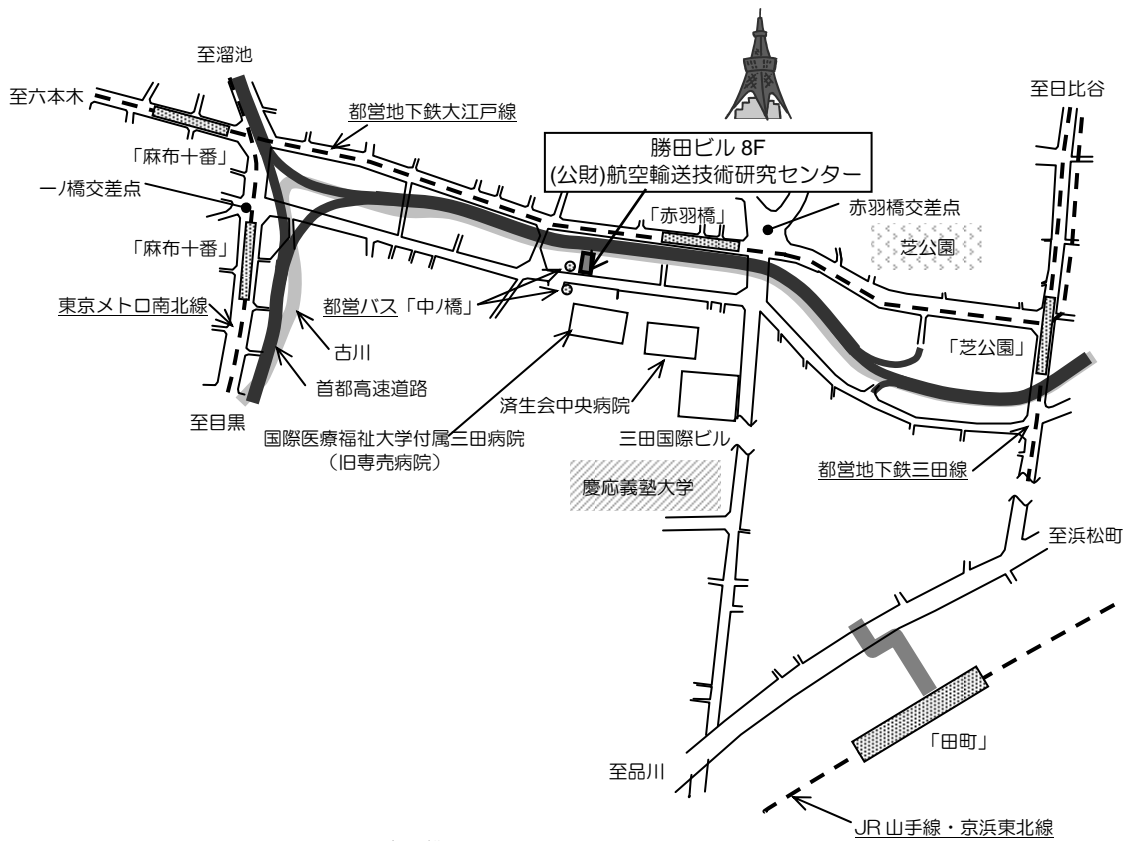 至溜池
至六本木
至日比谷
都営地下鉄大江戸線
勝田ビル 8F
(公財)航空輸送技術研究センター
「麻布十番」
一ノ橋交差点
「赤羽橋」
赤羽橋交差点
芝公園
「麻布十番」
東京メトロ南北線
都営バス「中ノ橋」
古川
「芝公園」
首都高速道路
済生会中央病院
至目黒
国際医療福祉大学付属三田病院
(旧専売病院)
三田国際ビル
都営地下鉄三田線
慶応義塾大学
至浜松町
「田町」
至品川
JR 山手線・京浜東北線